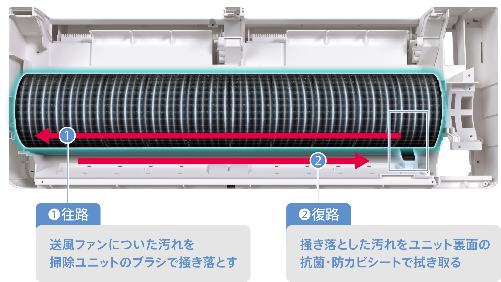 1
2
❶往路
送風ファンについた汚れを
掃除ユニットのブラシで掻き落とす
❷復路
掻き落とした汚れをユニット裏面の
抗菌・防カビシートで拭き取る